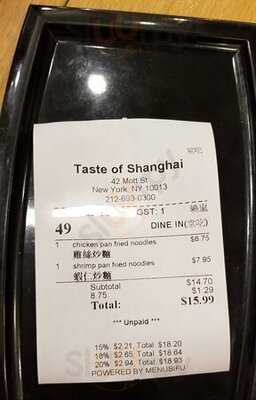 Taste of Shanghai
42 Mott St
New York, NY, 10013
212-693-0300
GST: 1
49 DINE IN(堂吃)
1 chicken pan fried noodles $6.75
雞絲炒麵
1 shrimp pan fried noodles $7.95
蝦仁炒麵
Subtotal $14.70
8.75 $1.29
Total: $15.99
*** Unpaid ***
15% $2.21, Total $18.20
18% $2.65, Total $18.64
20% $2.94, Total $18.93
POWERED BY MENUSIFU